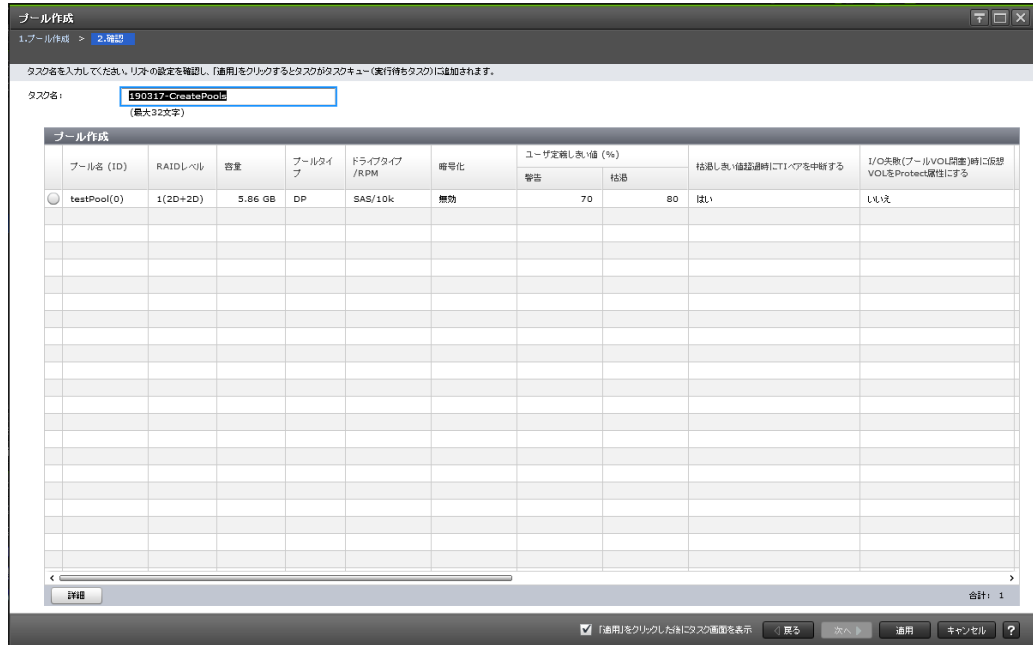 プール作成
1.プール作成 > 2.確認
タスク名を入力してください。リストの設定を確認し、「適用」をクリックするとタスクがタスクキュー(実行待ちタスク)に追加されます。
タスク名: 190317-CreatePools
(最大32文字)
プール作成
プール名 (ID) RAIDレベル 容量 プールタイプ ドライブタイプ/RPM 暗号化 ユーザ定義しきい値 (%) 警告 枯渇 枯渇しきい値超過時にTIペアを中断する I/O失敗(プールVOL閉塞)時に仮想VOLをProtect属性にする
testPool(0) 1(2D+2D) 5.86 GB DP SAS/10k 無効 70 80 はい いいえ
詳細 合計: 1
「適用」をクリックした後にタスク画面を表示 戻る 次へ 適用 キャンセル ?